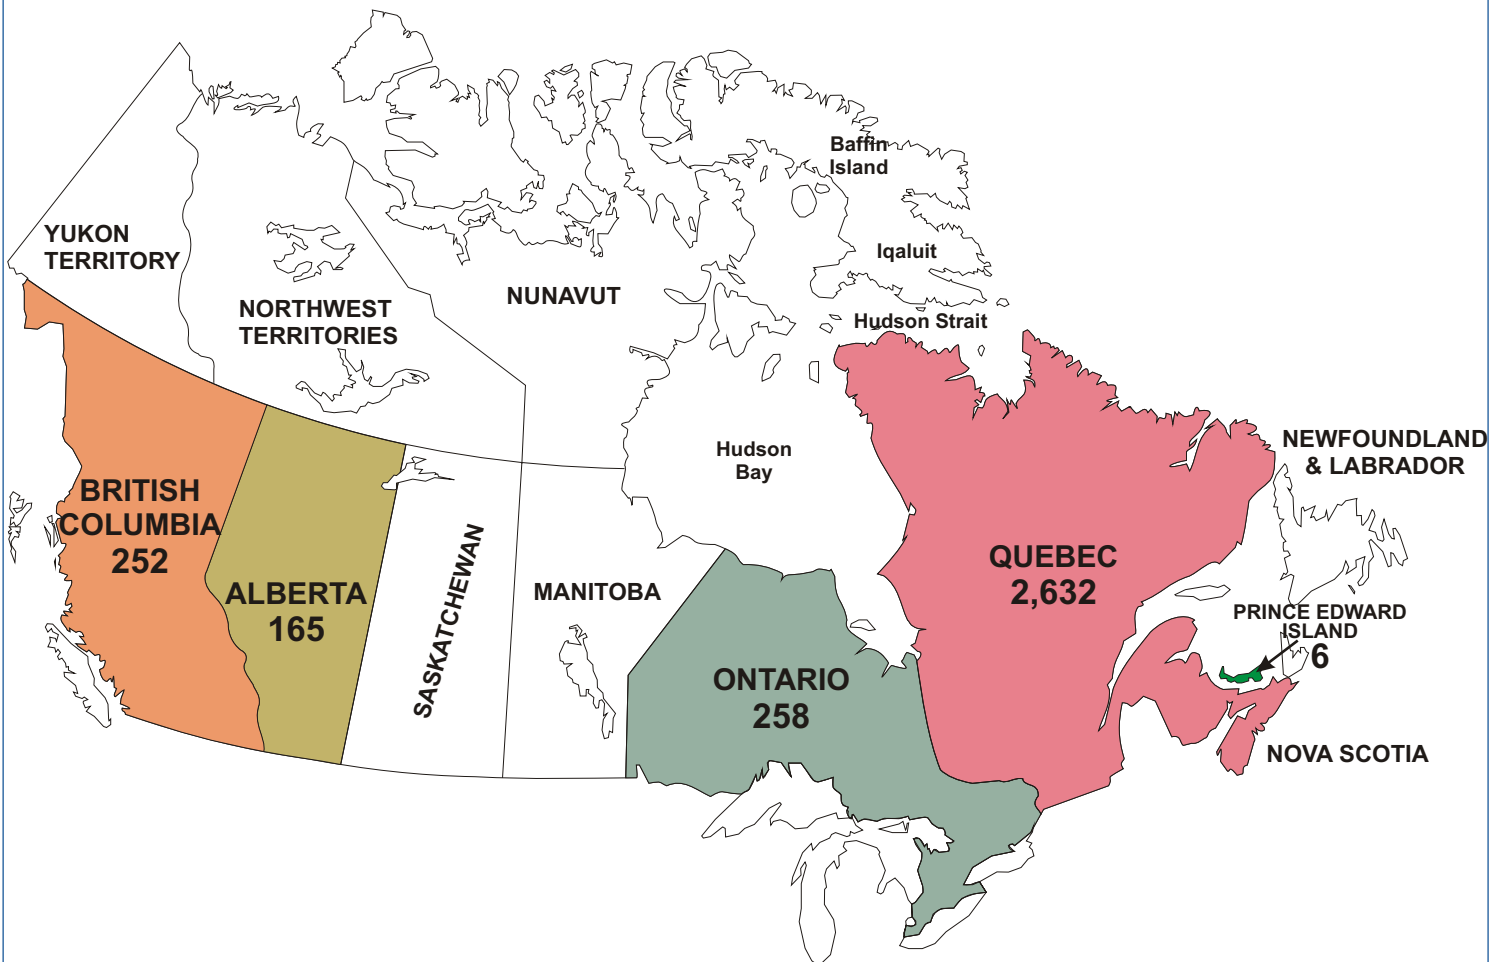 Baffin
Island
YUKON
TERRITORY
Iqaluit
NORTHWEST
TERRITORIES
NUNAVUT
Hudson Strait
Hudson
Bay
NEWFOUNDLAND
& LABRADOR
BRITISH
COLUMBIA
252
ALBERTA
165
SASKATCHEWAN
MANITOBA
QUEBEC
2,632
PRINCE EDWARD
ISLAND
6
ONTARIO
258
NOVA SCOTIA